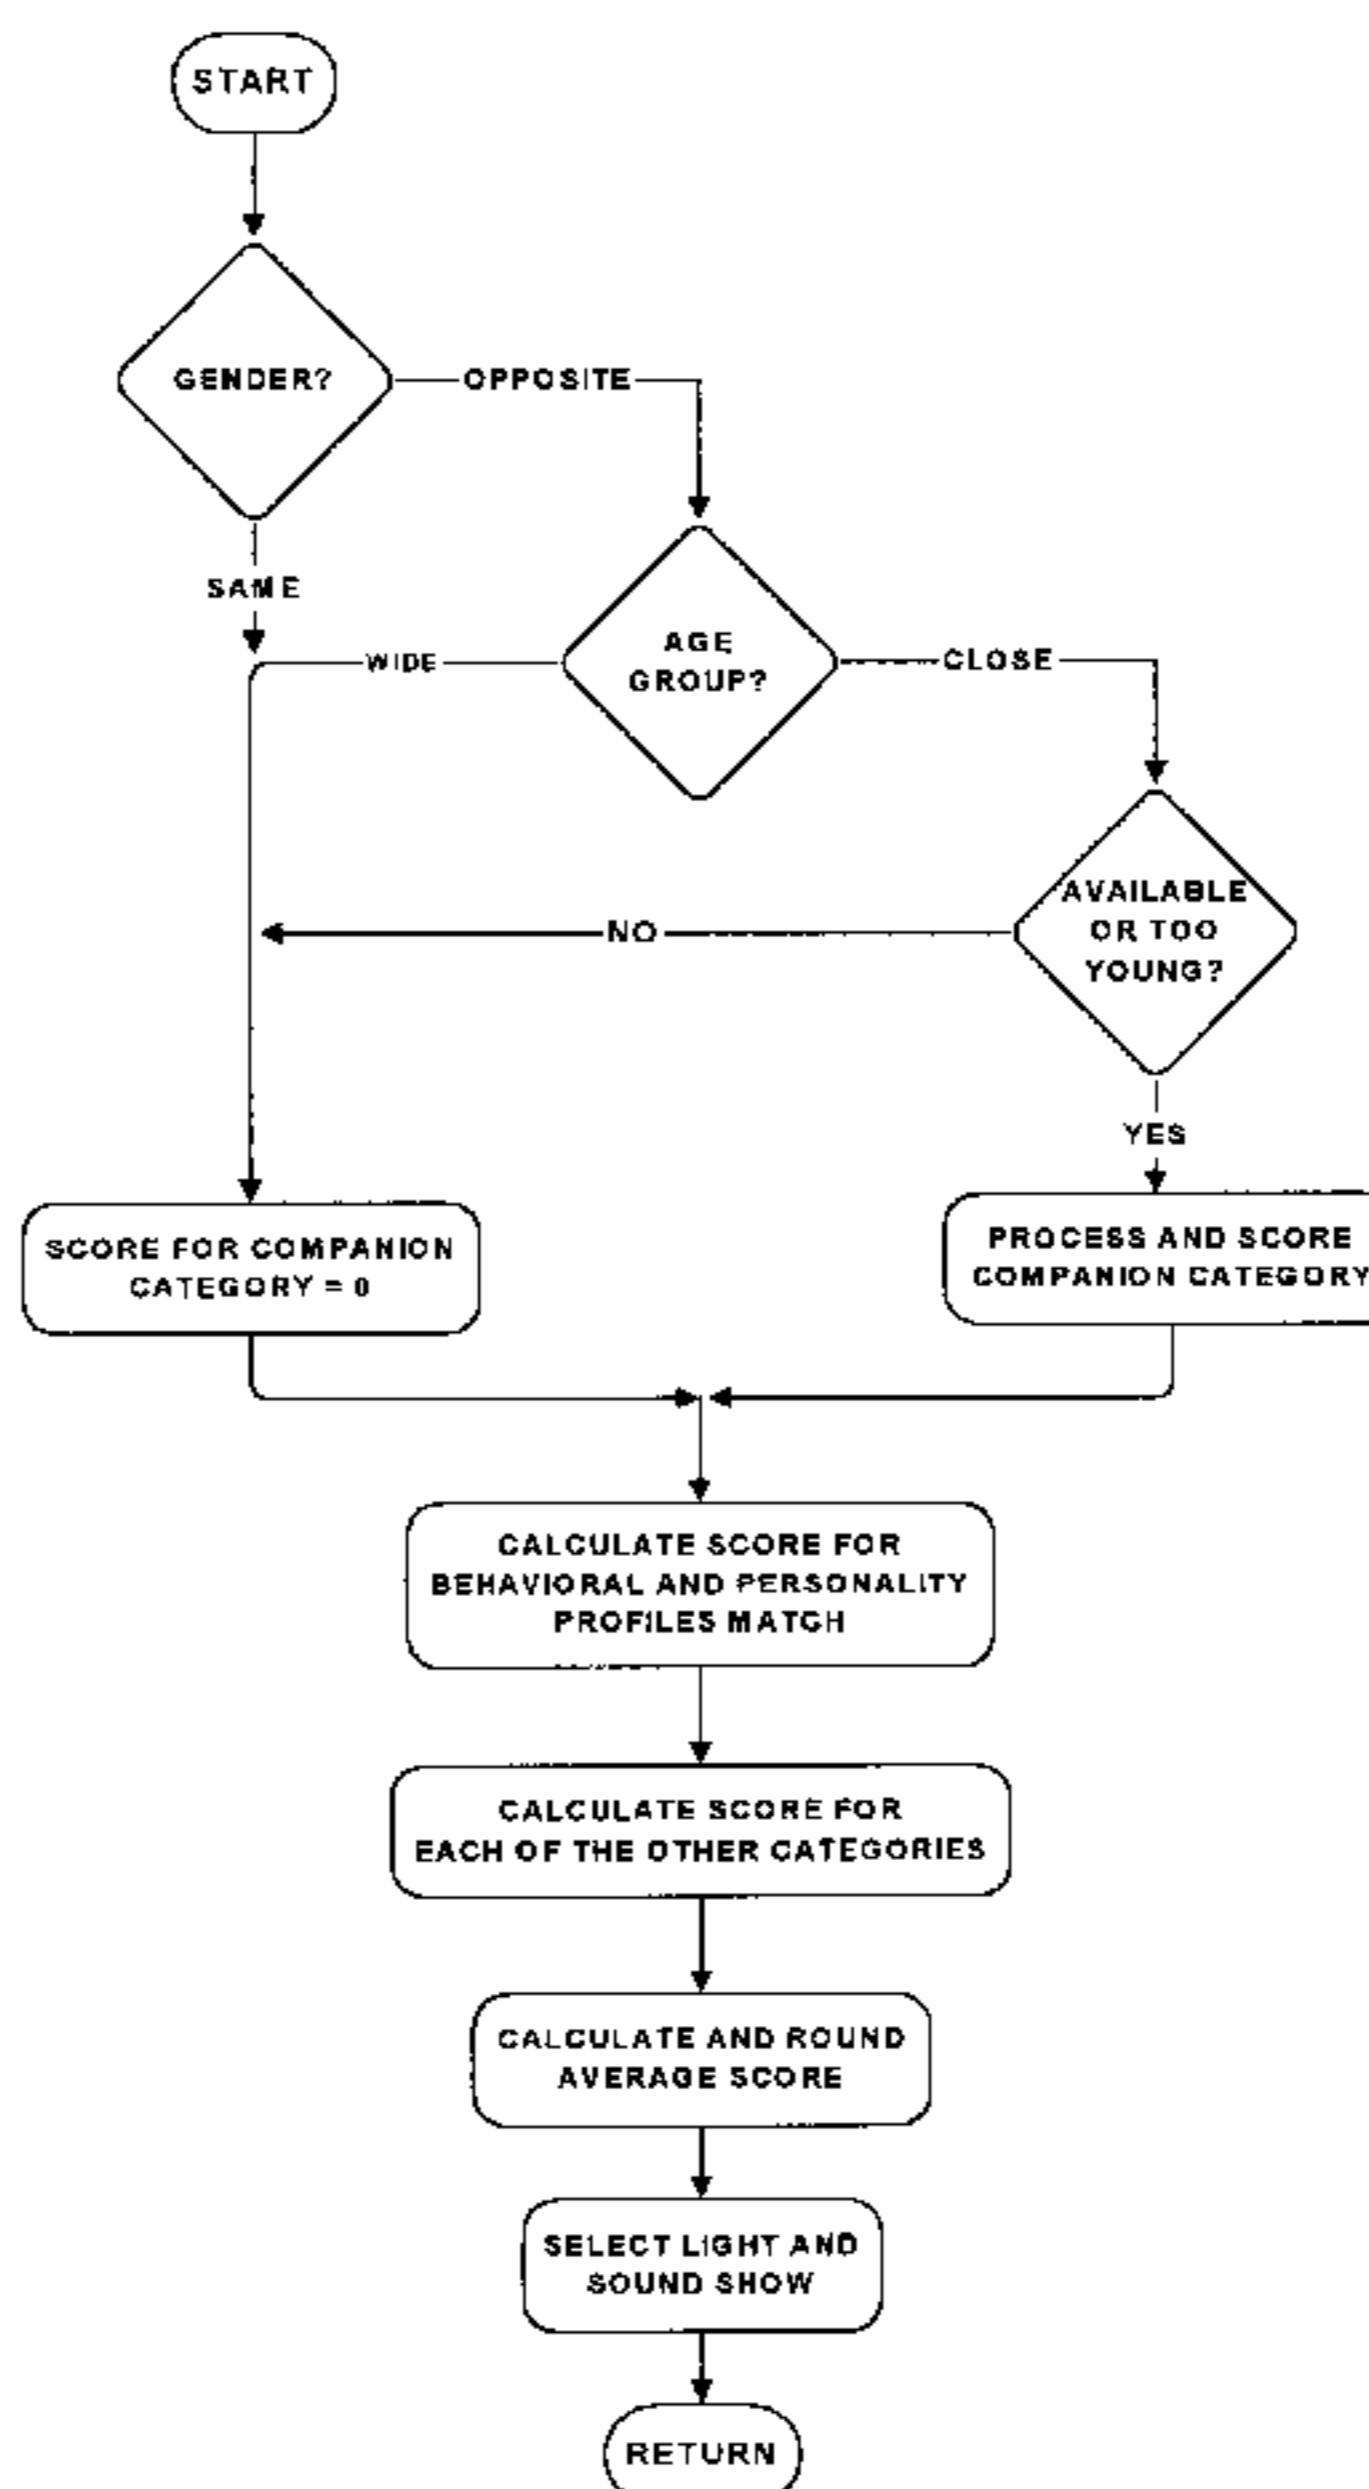 START
GENDER?
OPPOSITE
SAME
AGE
GROUP?
WIDE
CLOSE
AVAILABLE
OR TOO
YOUNG?
NO
YES
SCORE FOR COMPANION
CATEGORY = 0
PROCESS AND SCORE
COMPANION CATEGORY
CALCULATE SCORE FOR
BEHAVIORAL AND PERSONALITY
PROFILES MATCH
CALCULATE SCORE FOR
EACH OF THE OTHER CATEGORIES
CALCULATE AND ROUND
AVERAGE SCORE
SELECT LIGHT AND
SOUND SHOW
RETURN